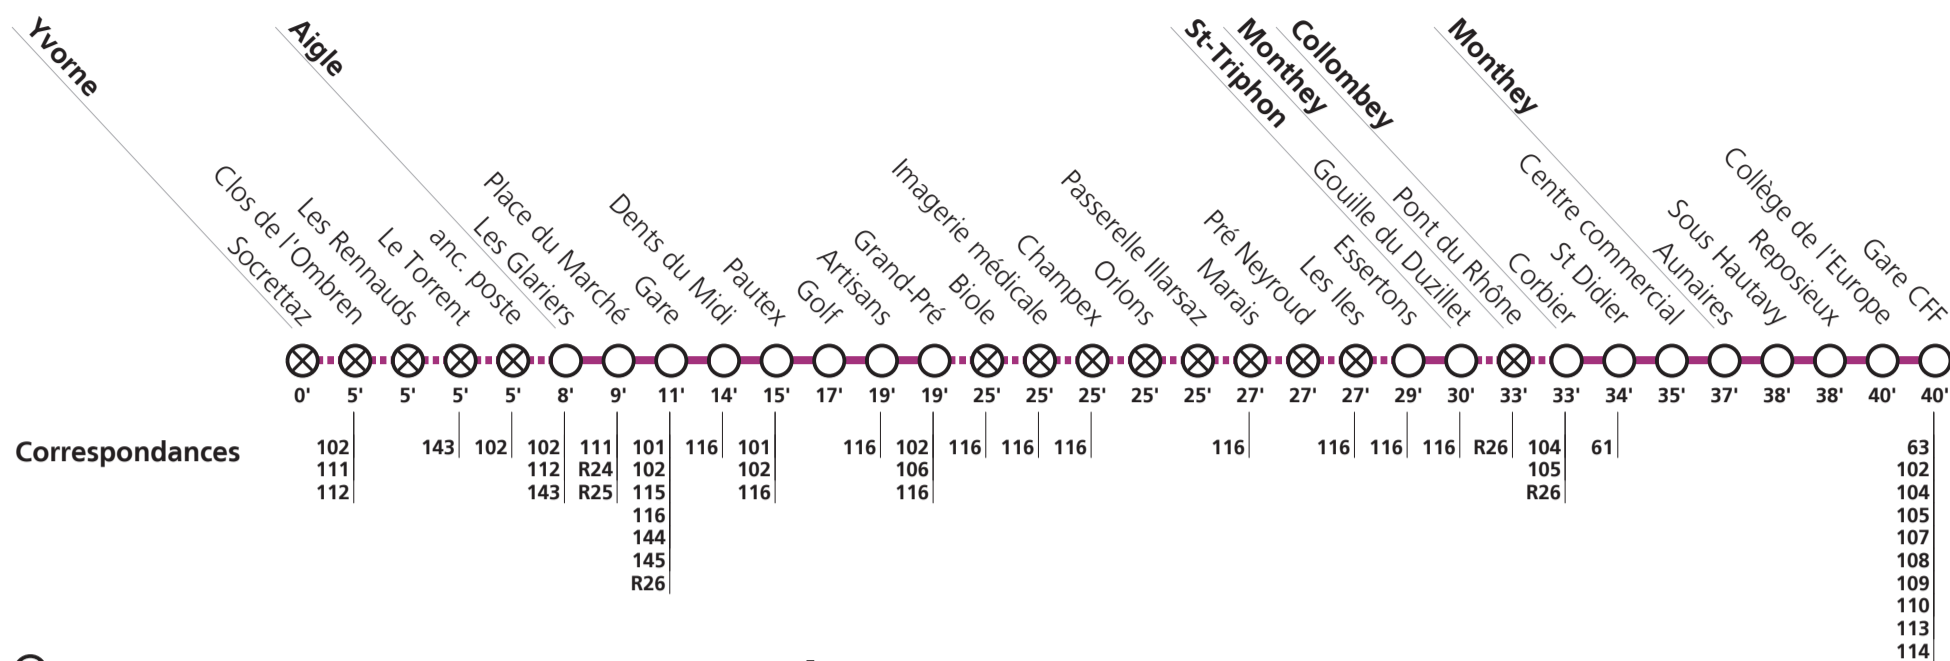 Yvorne
Aigle
St-Triphon
Monthey
Collombey
Monthey
Socrettaz
Clos de l'Ombren
Les Rennauds
Le Torrent
anc. poste
Les Glariers
Place du Marché
Gare
Dents du Midi
Pautex
Golf
Artisans
Grand-Pré
Biole
Imagerie médicale
Champex
Orlons
Passerelle Illarsaz
Marais
Pré Neyroud
Les Iles
Essertons
Gouille du Duzillet
Pont du Rhône
Corbier
St Didier
Centre commercial
Aunaires
Sous Hautavy
Reposieux
Collège de l'Europe
Gare CFF
0' 5' 5' 5' 5' 8' 9' 11' 14' 15' 17' 19' 19' 25' 25' 25' 25' 25' 27' 27' 27' 29' 30' 33' 33' 34' 35' 37' 38' 38' 40' 40'
Correspondances 102 143 102 102 111 101 116 101 116 102 116 116 116 116 116 116 116 R26 104 61 63
111 112 R24 102 102 106 105 102
112 143 R25 115 116 116 R26 104
116 105
144 107
145 108
R26 109
110
113
114